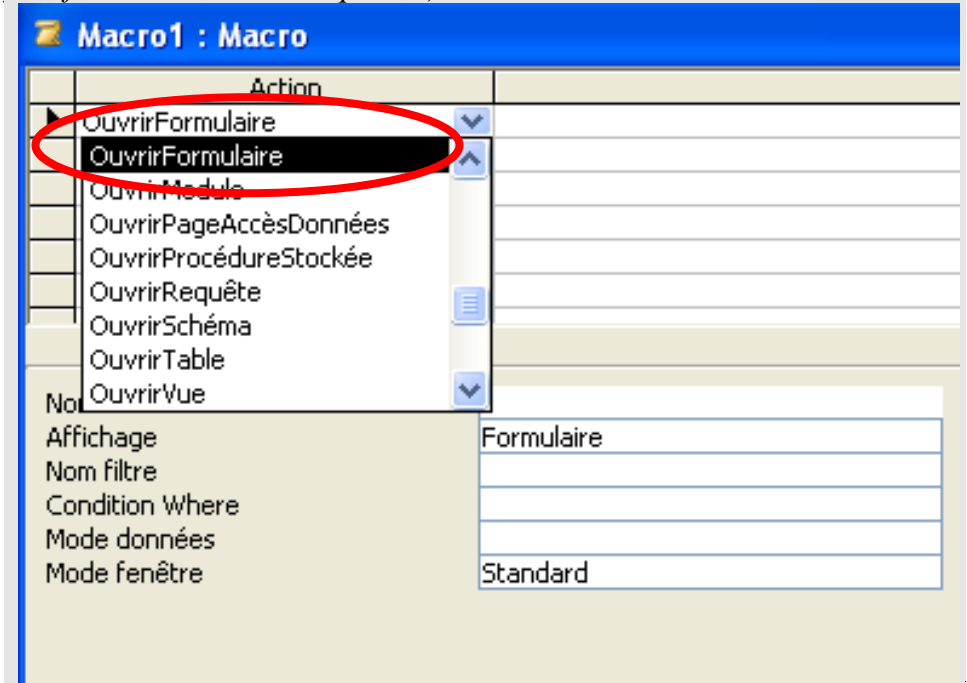 Macro1 : Macro
Action
OuvrirFormulaire
OuvrirFormulaire
OuvrirModule
OuvrirPageAccèsDonnées
OuvrirProcédureStockée
OuvrirRequête
OuvrirSchéma
OuvrirTable
OuvrirVue
Affichage Formulaire
Nom filtre
Condition Where
Mode données
Mode fenêtre Standard